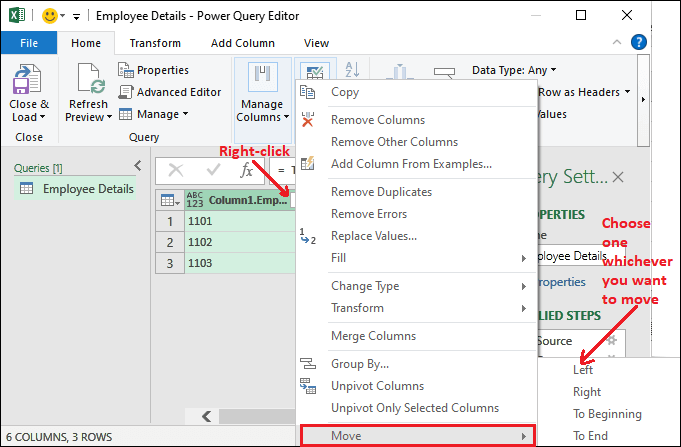 Employee Details - Power Query Editor
File Home Transform Add Column View
Close & Load
Close
Refresh Preview
Properties
Advanced Editor
Manage
Query
Manage Columns
Data Type: Any
Row as Headers
Values
Right-click
Queries [1]
Employee Details
fx = T
ABC 123 Column1.Emp...
1 1101
2 1102
3 1103
Copy
Remove Columns
Remove Other Columns
Add Column From Examples...
Remove Duplicates
Remove Errors
Replace Values...
Fill
Change Type
Transform
Merge Columns
Group By...
Unpivot Columns
Unpivot Only Selected Columns
Move
ry Sett...
ROPERTIES
me
ployee Details
Properties
PLIED STEPS
Source
Choose
one
whichever
you want
to move
Left
Right
To Beginning
To End
6 COLUMNS, 3 ROWS